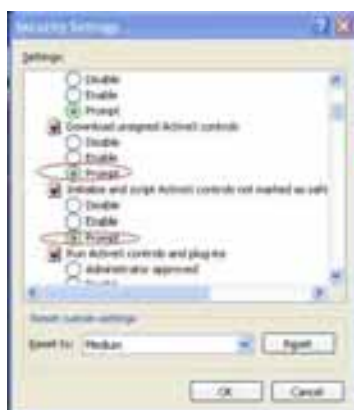 Security Settings
Settings:
Disable
Enable
Prompt
Download unsigned ActiveX controls
Disable
Enable
Prompt
Initialize and script ActiveX controls not marked as safe
Disable
Enable
Prompt
Run ActiveX controls and plug-ins
Administrator approved
Reset custom settings
Reset to: Medium
Reset
OK
Cancel